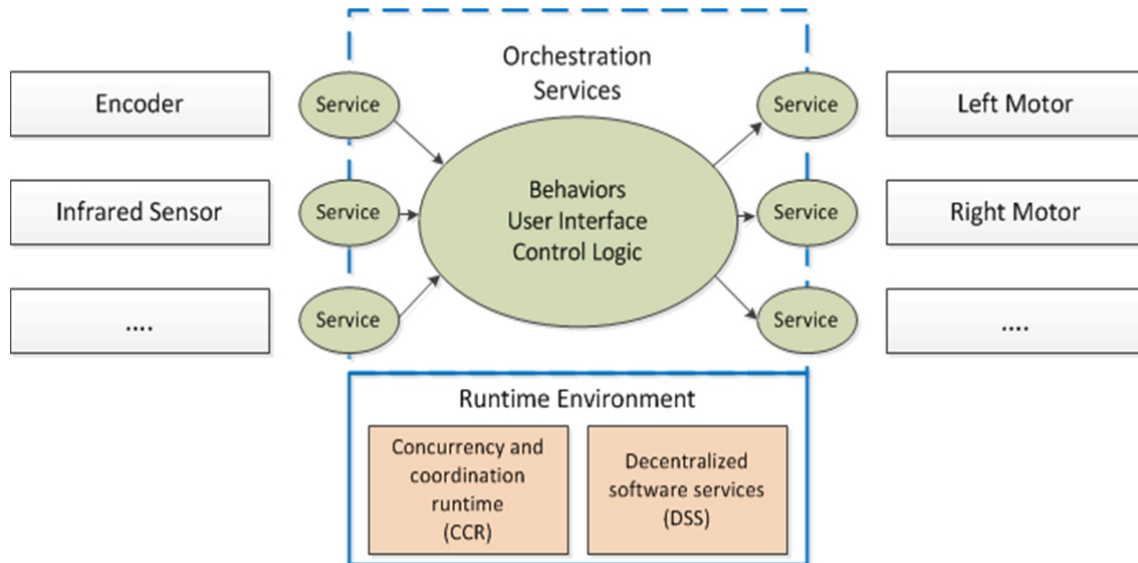 Orchestration
Services
Encoder
Service
Service
Left Motor
Infrared Sensor
Service
Behaviors
User Interface
Control Logic
Service
Right Motor
....
Service
Service
....
Runtime Environment
Concurrency and
coordination
runtime
(CCR)
Decentralized
software services
(DSS)